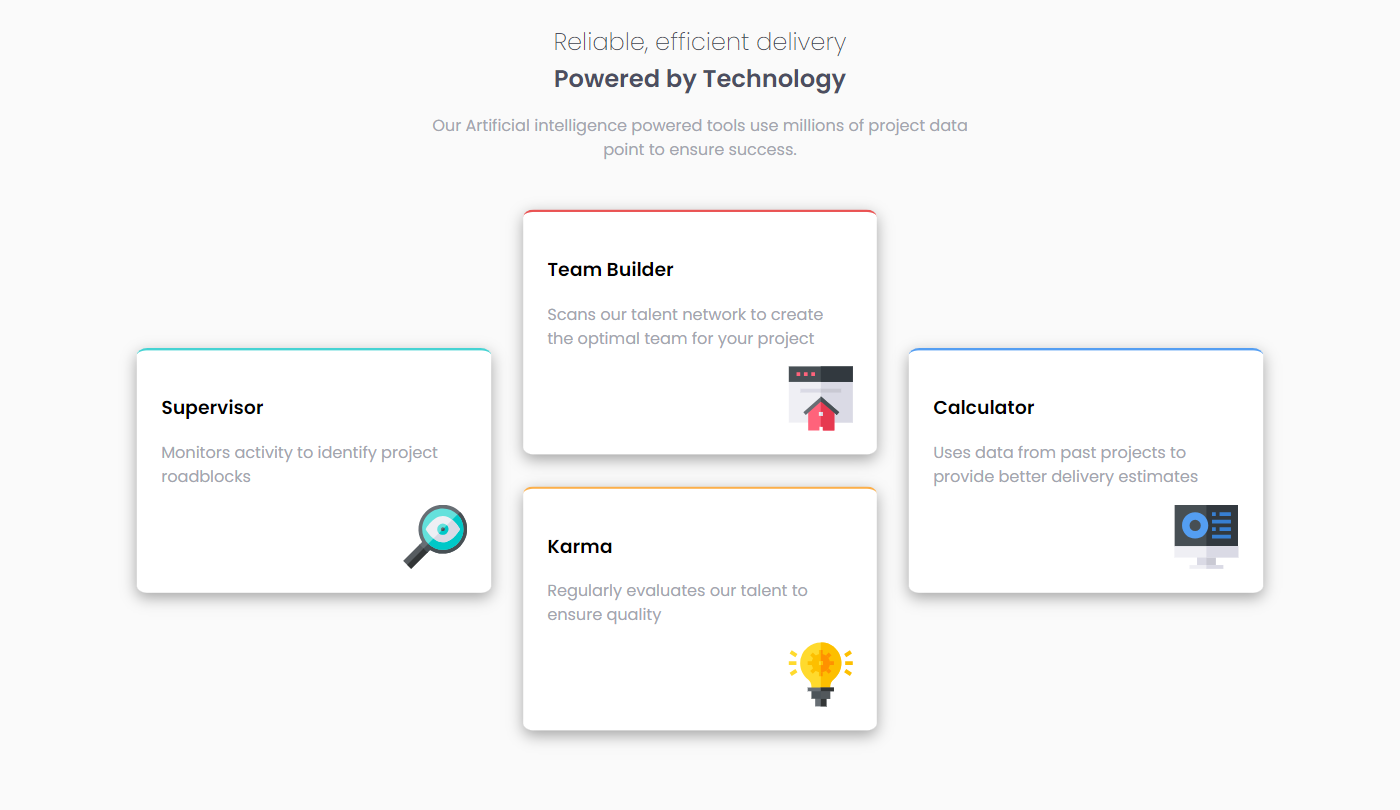 Reliable, efficient delivery
Powered by Technology
Our Artificial intelligence powered tools use millions of project data
point to ensure success.
Team Builder
Scans our talent network to create
the optimal team for your project
Supervisor
Monitors activity to identify project
roadblocks
Calculator
Uses data from past projects to
provide better delivery estimates
Karma
Regularly evaluates our talent to
ensure quality